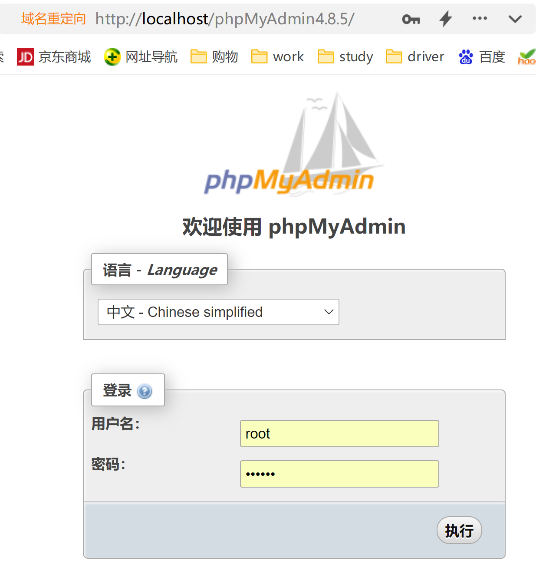 域名重定向 http://localhost/phpMyAdmin4.8.5/
京东商城 网址导航 购物 work study driver 百度
phpMyAdmin
欢迎使用 phpMyAdmin
语言 - Language
中文 - Chinese simplified
登录
用户名：
root
密码：
••••••
执行